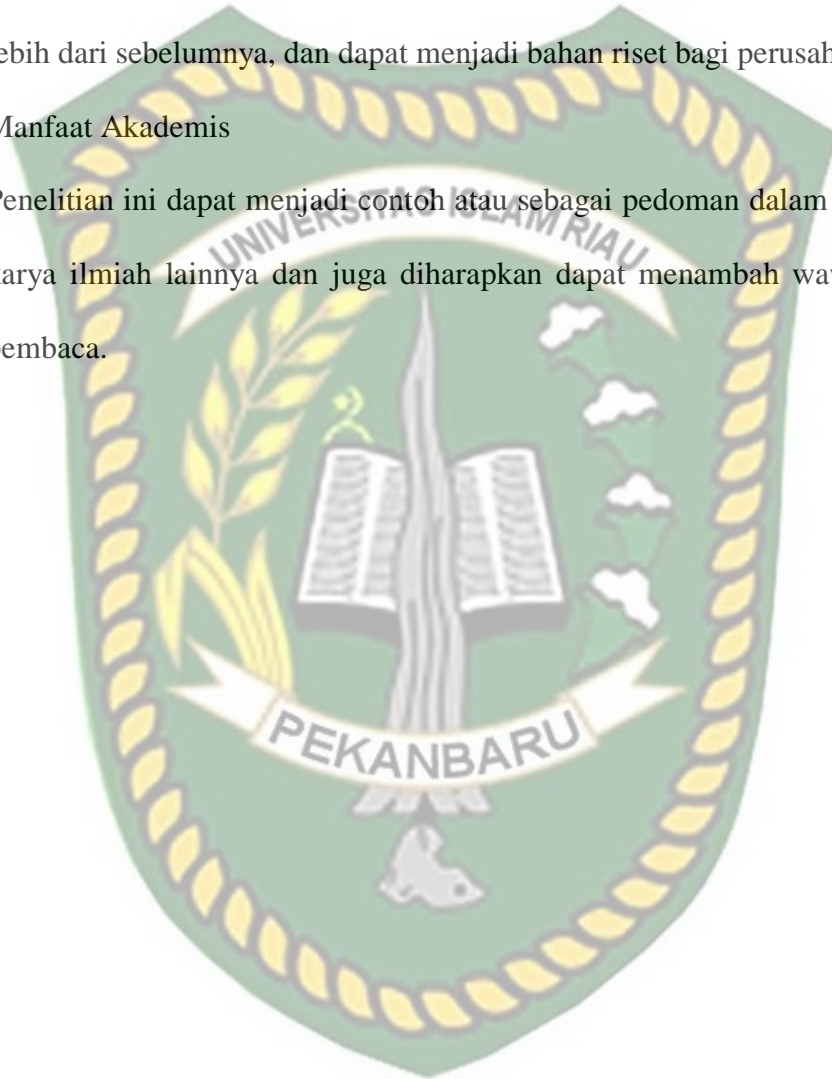 ebih dari sebelumnya, dan dapat menjadi bahan riset bagi perusah
Manfaat Akademis
Penelitian ini dapat menjadi contoh atau sebagai pedoman dalam
karya ilmiah lainnya dan juga diharapkan dapat menambah wa
pembaca.
UNIVERSITAS ISLAM RIAU
PEKANBARU